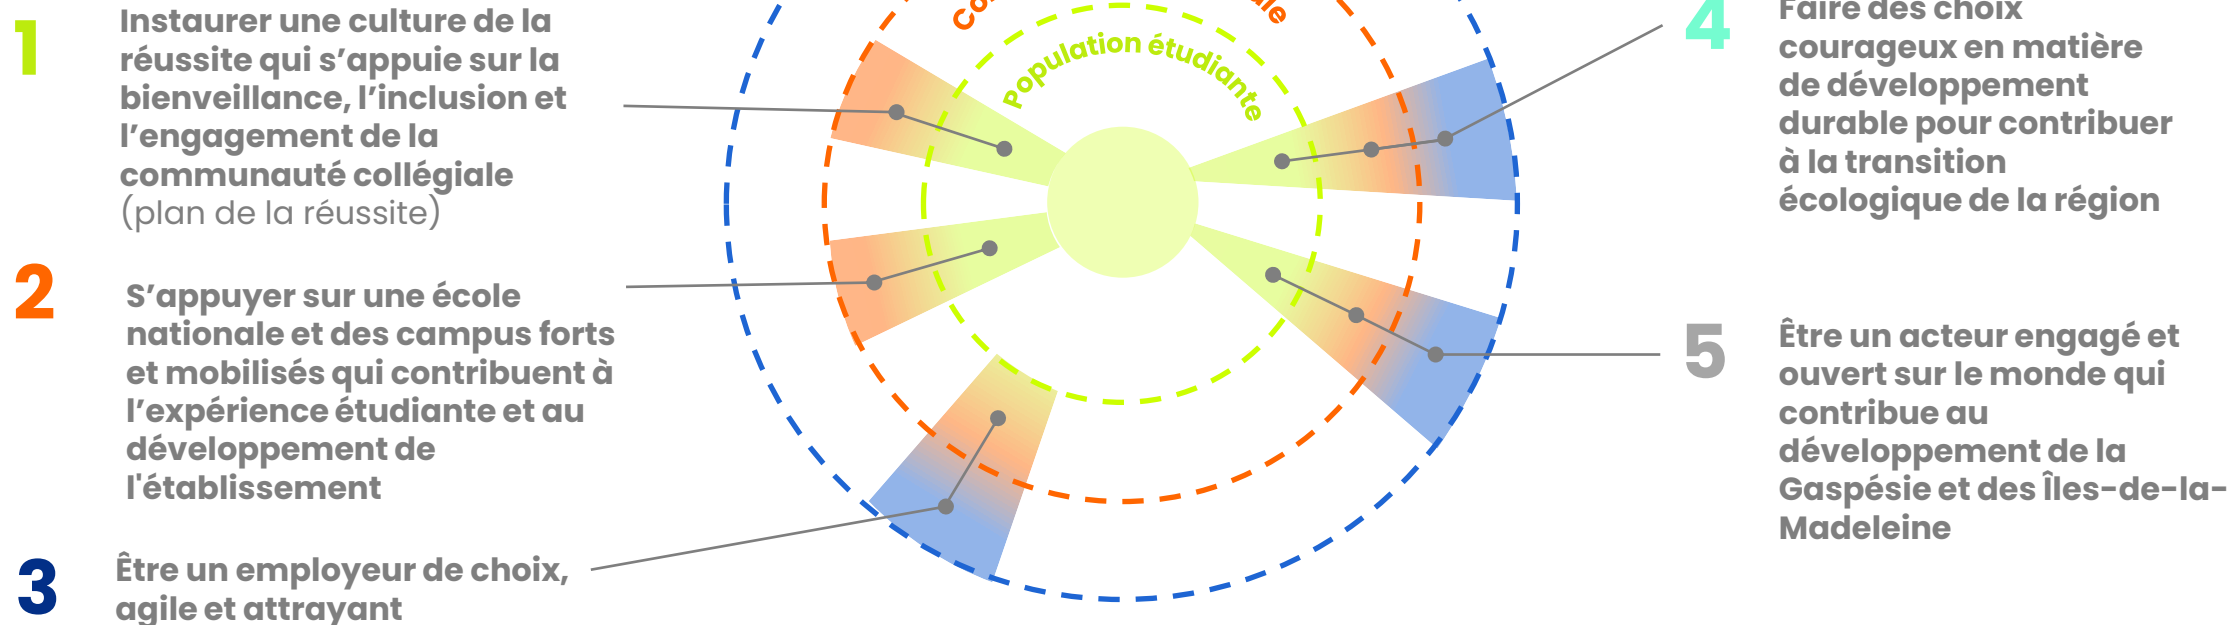 1
Instaurer une culture de la
réussite qui s’appuie sur la
bienveillance, l’inclusion et
l’engagement de la
communauté collégiale
(plan de la réussite)
2
S’appuyer sur une école
nationale et des campus forts
et mobilisés qui contribuent à
l’expérience étudiante et au
développement de
l'établissement
3
Être un employeur de choix,
agile et attrayant
Population étudiante
4
Faire des choix
courageux en matière
de développement
durable pour contribuer
à la transition
écologique de la région
5
Être un acteur engagé et
ouvert sur le monde qui
contribue au
développement de la
Gaspésie et des Îles-de-la-
Madeleine